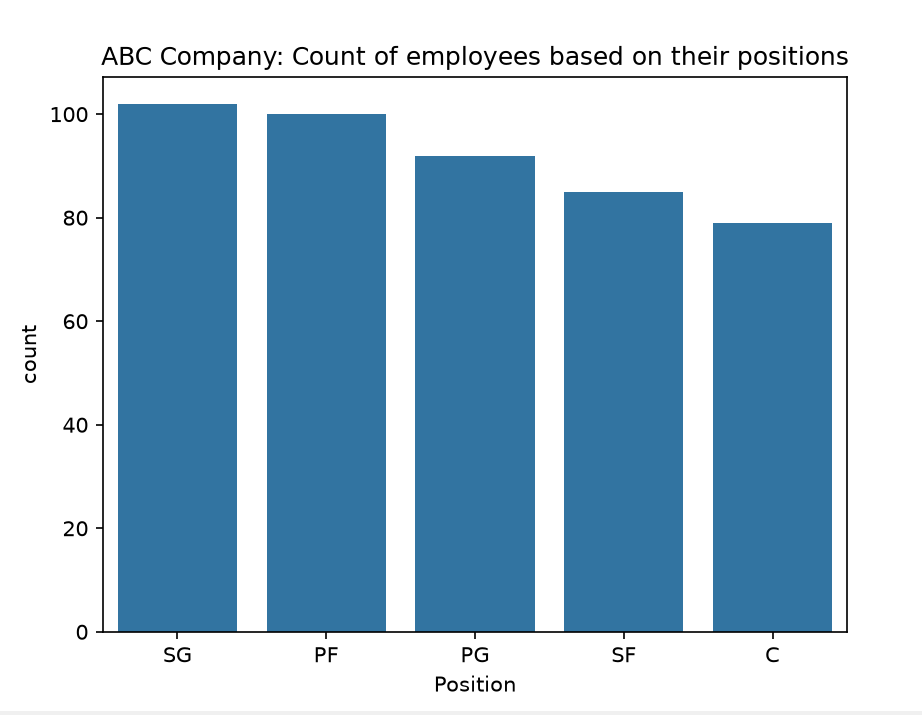 ABC Company: Count of employees based on their positions
100
80
60
40
20
0
count
SG PF PG SF C
Position